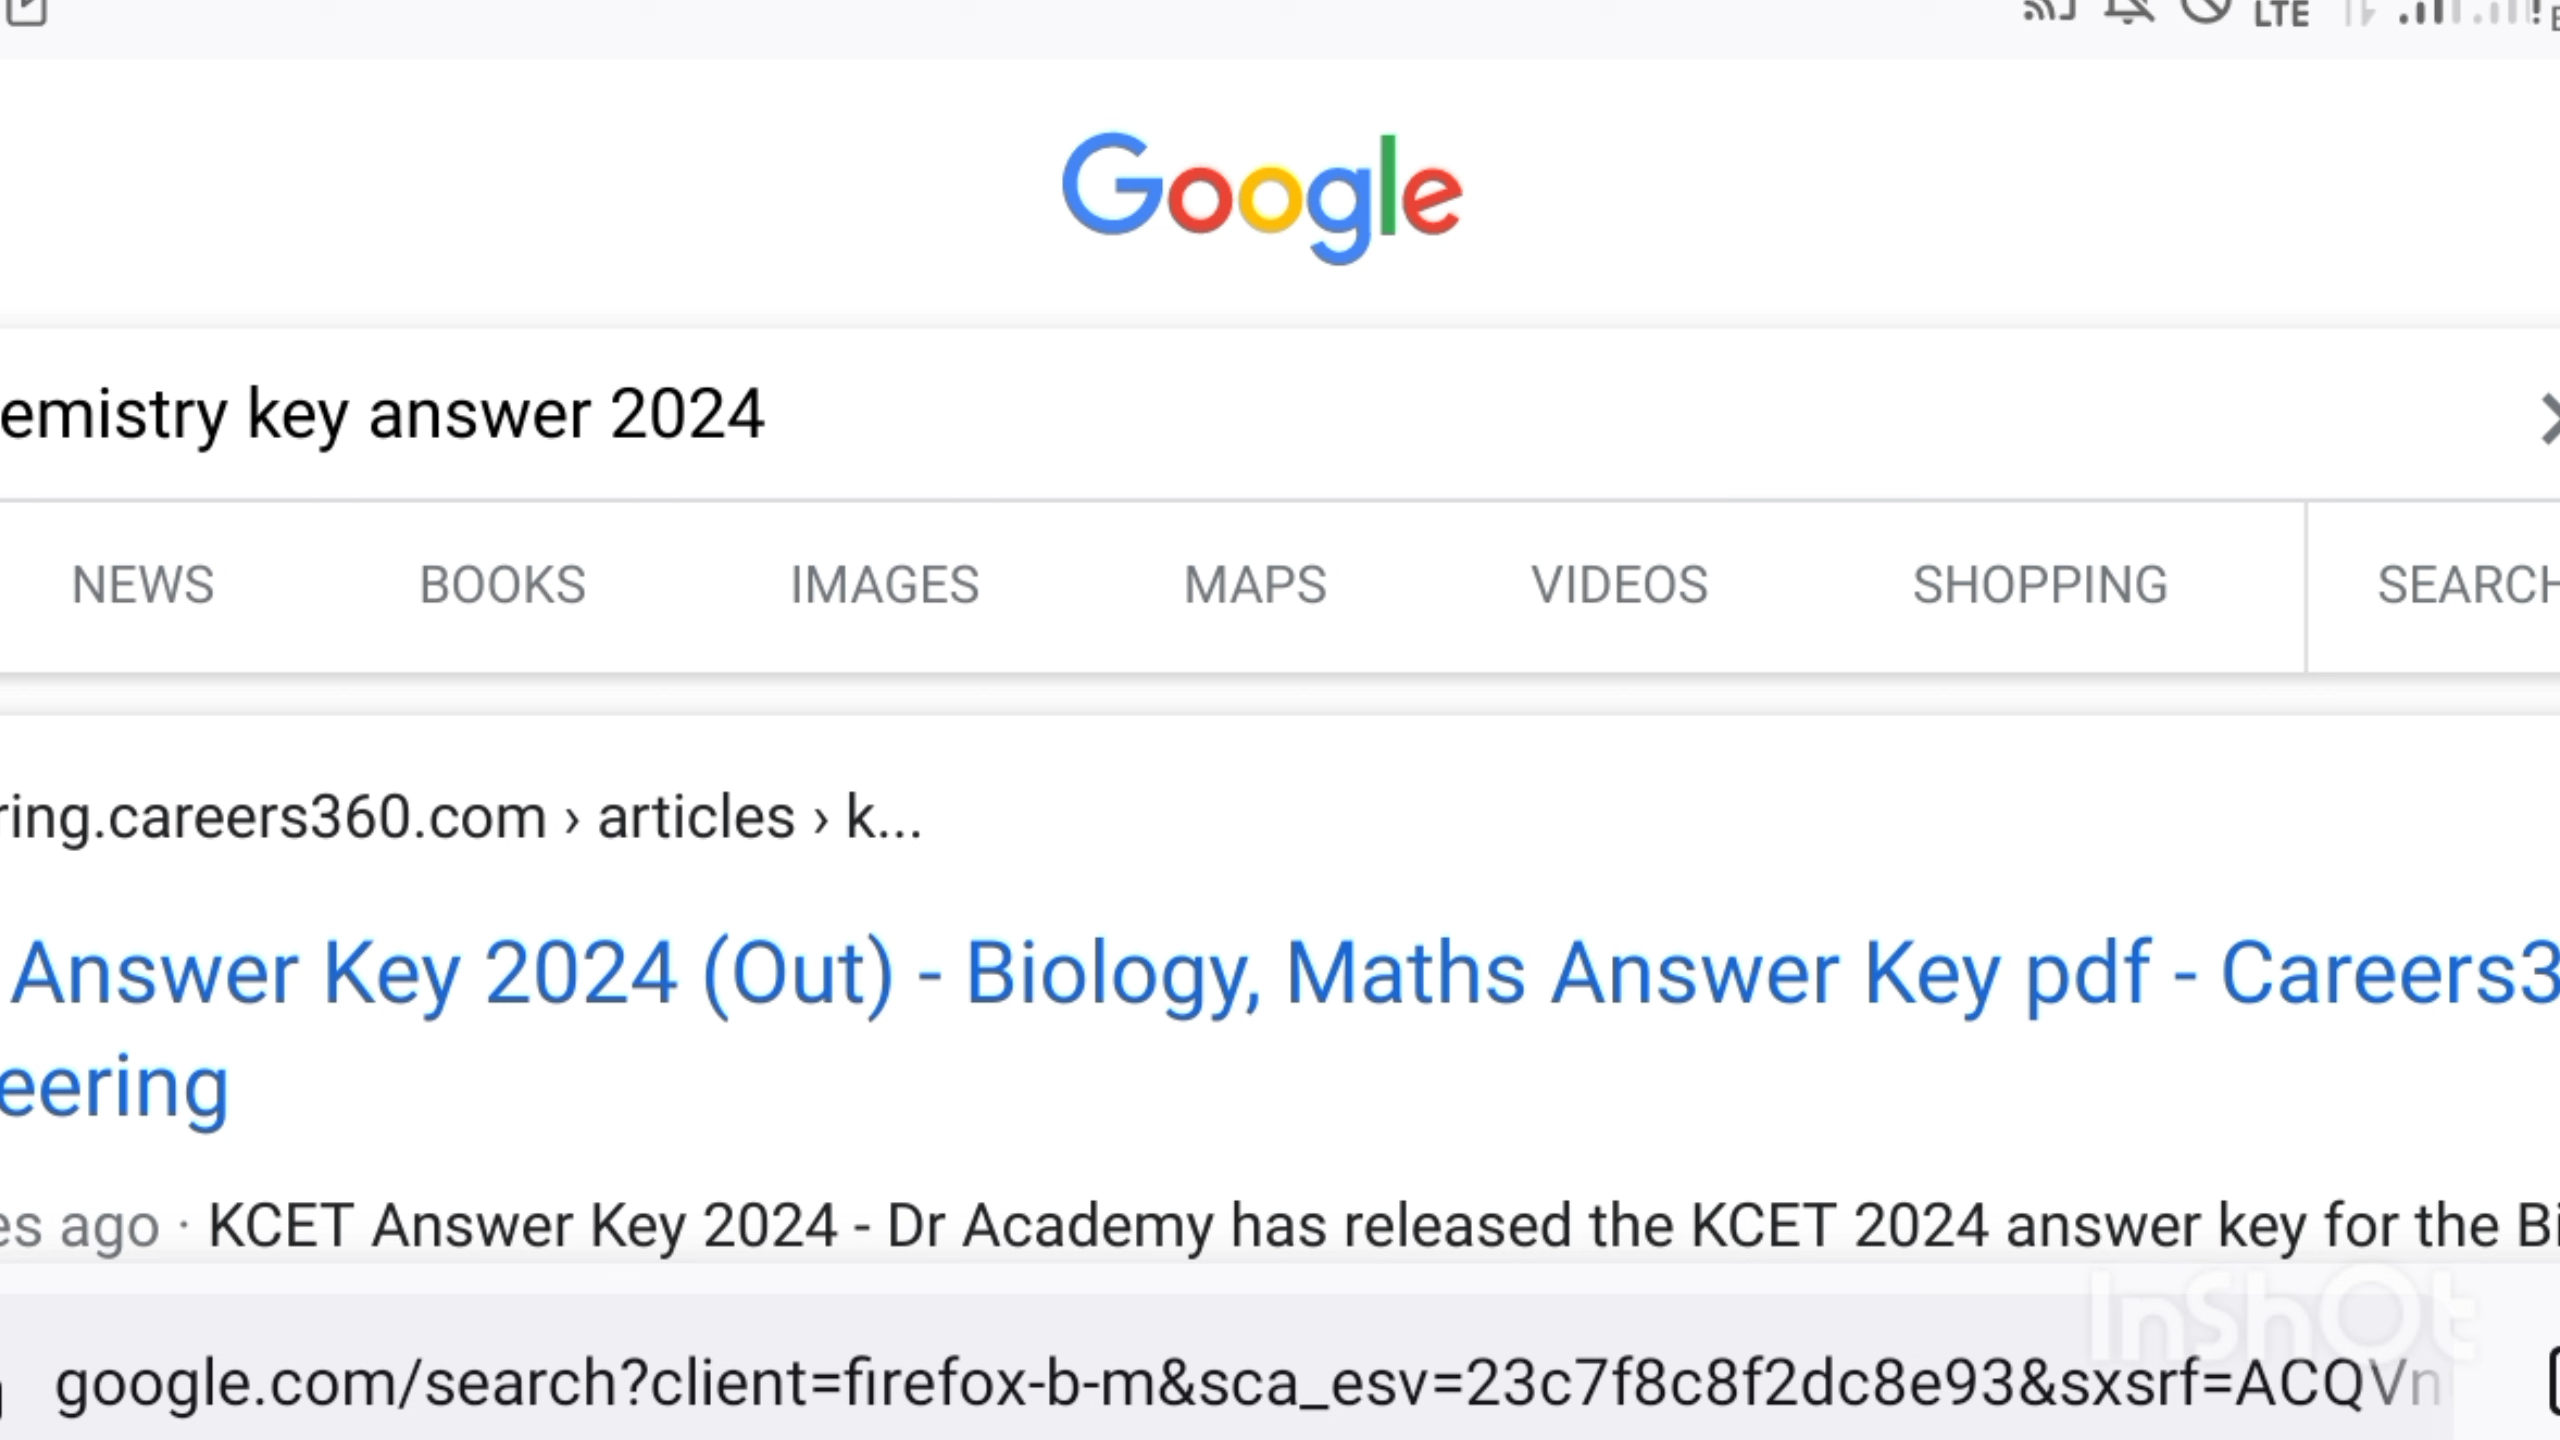 LTE
Google
emistry key answer 2024
NEWS BOOKS IMAGES MAPS VIDEOS SHOPPING SEARCH
ring.careers360.com › articles › k...
Answer Key 2024 (Out) - Biology, Maths Answer Key pdf - Careers3
eering
es ago · KCET Answer Key 2024 - Dr Academy has released the KCET 2024 answer key for the Bi
InShOt
google.com/search?client=firefox-b-m&sca_esv=23c7f8c8f2dc8e93&sxsrf=ACQVn